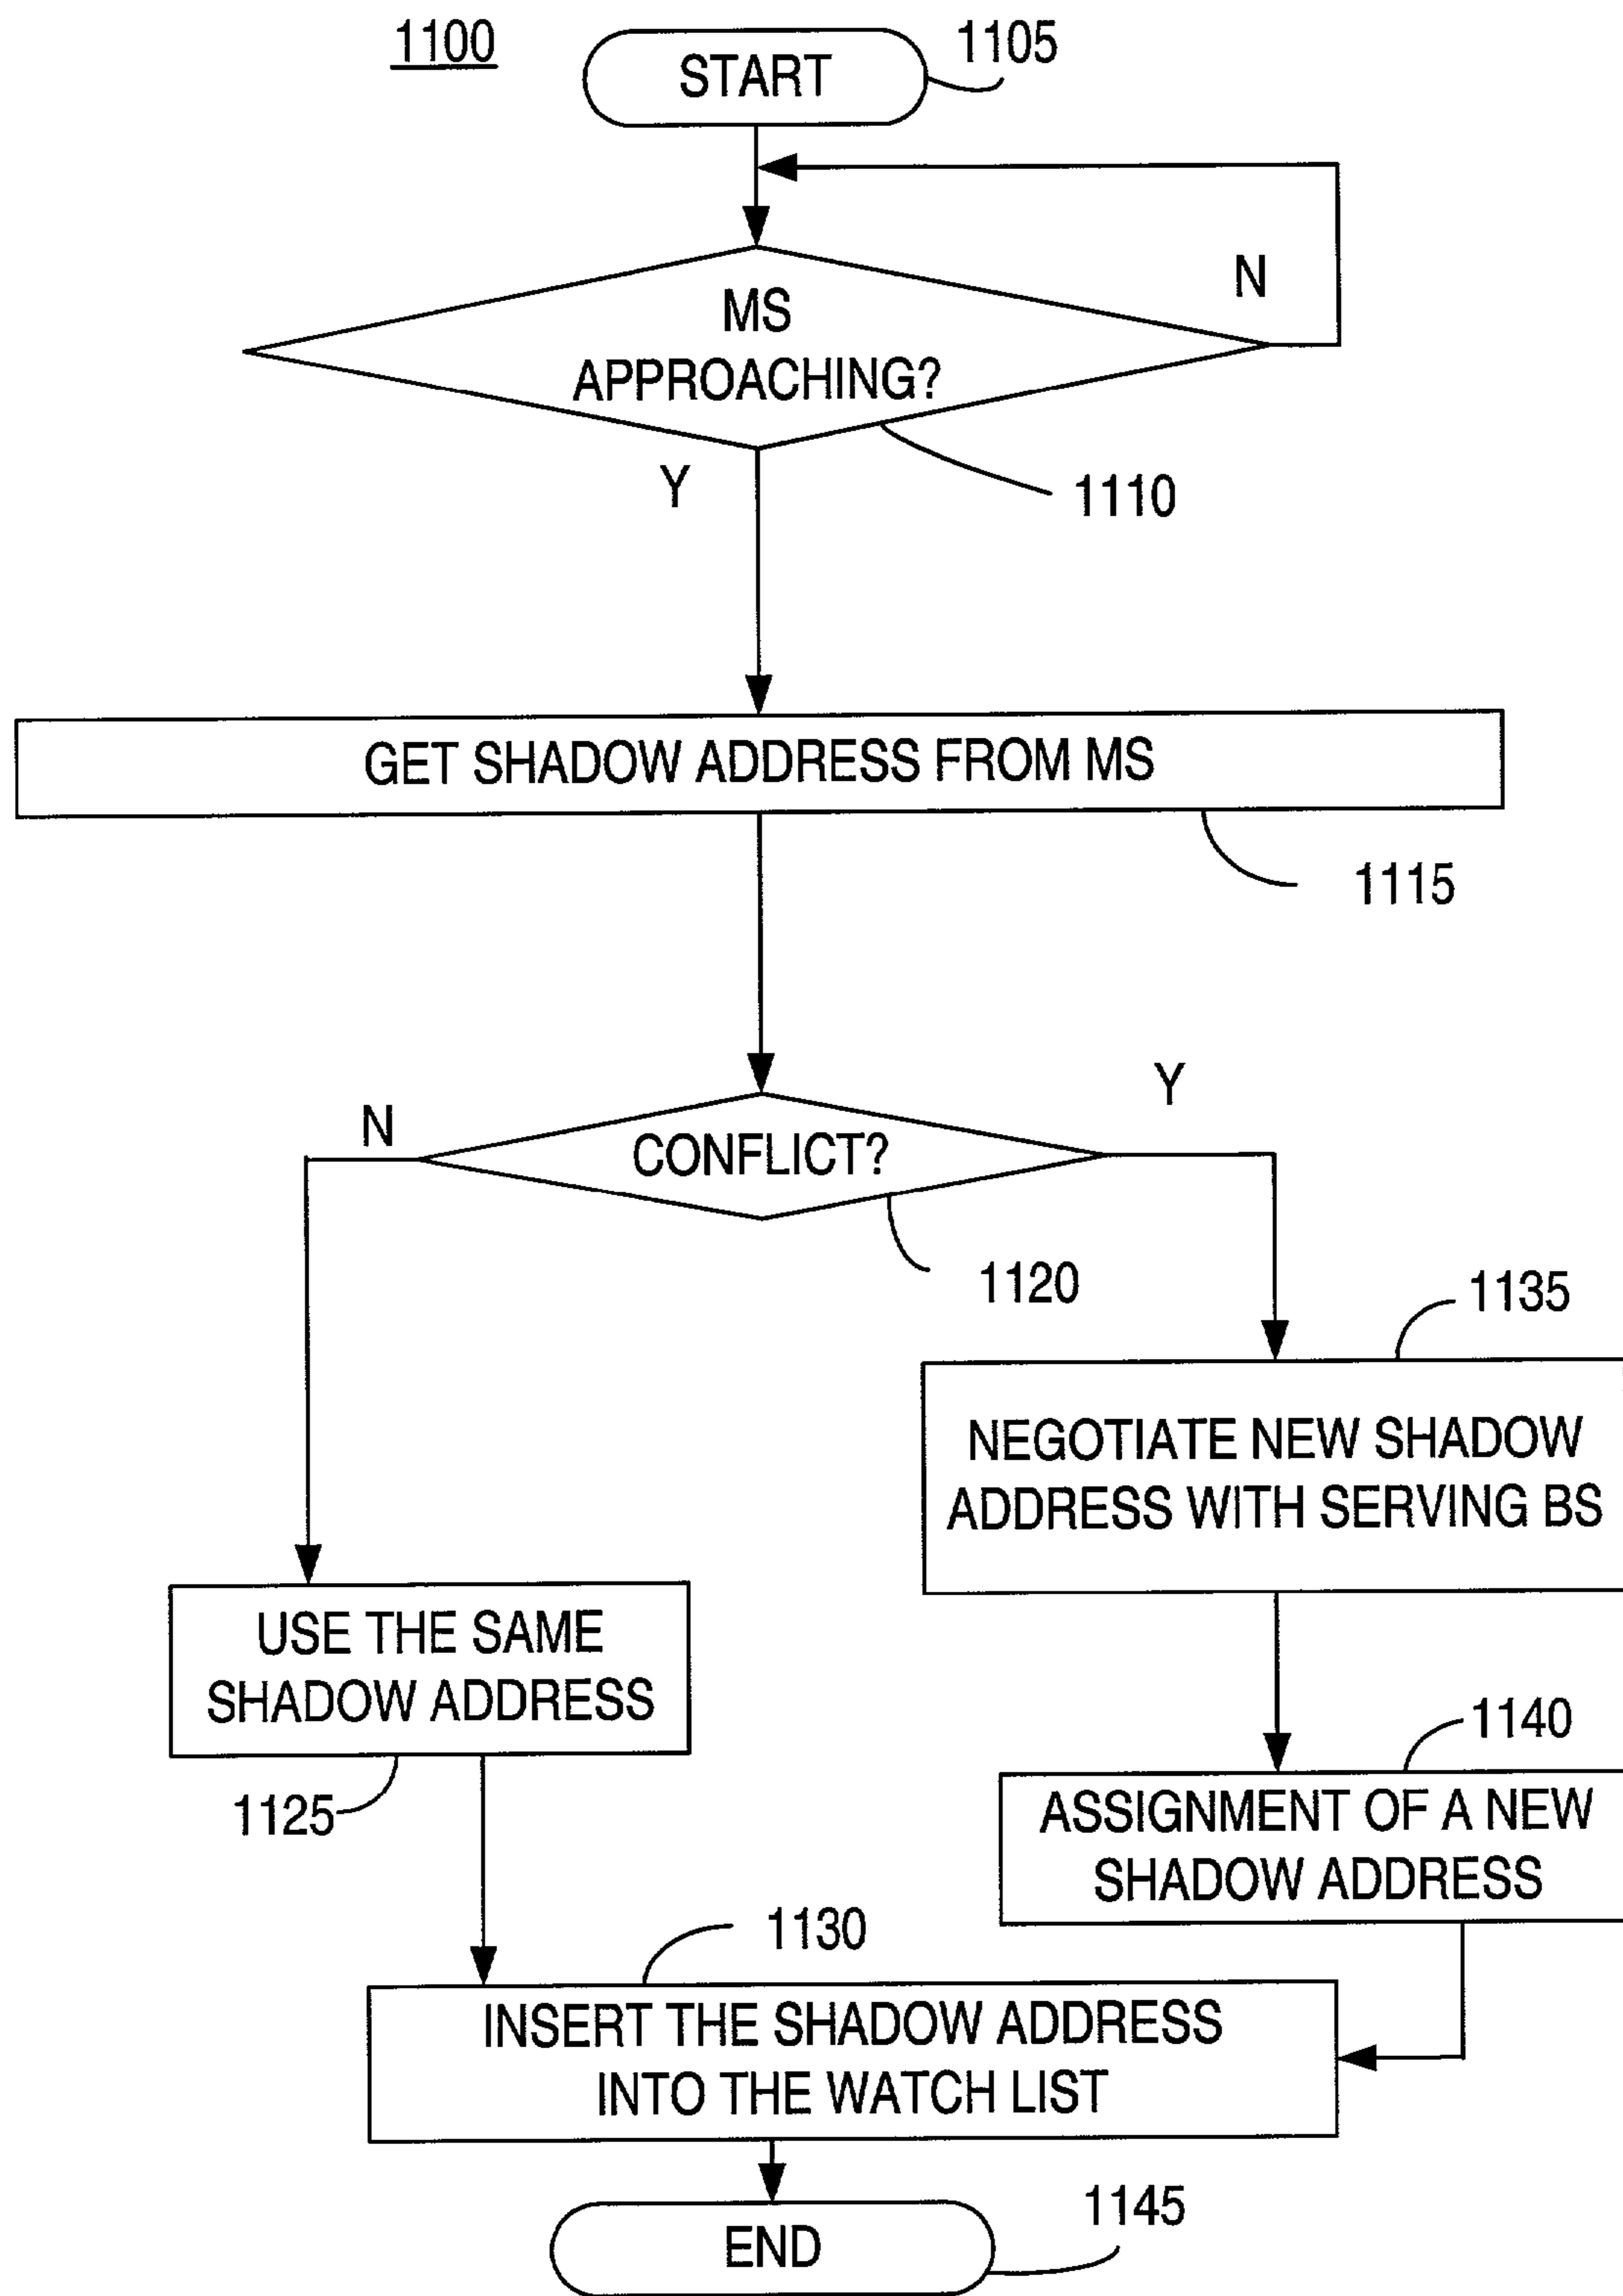 1100
START
1105
MS
APPROACHING?
N
Y
1110
GET SHADOW ADDRESS FROM MS
1115
N
CONFLICT?
Y
1120
1135
NEGOTIATE NEW SHADOW
ADDRESS WITH SERVING BS
USE THE SAME
SHADOW ADDRESS
1125
1140
ASSIGNMENT OF A NEW
SHADOW ADDRESS
1130
INSERT THE SHADOW ADDRESS
INTO THE WATCH LIST
END
1145